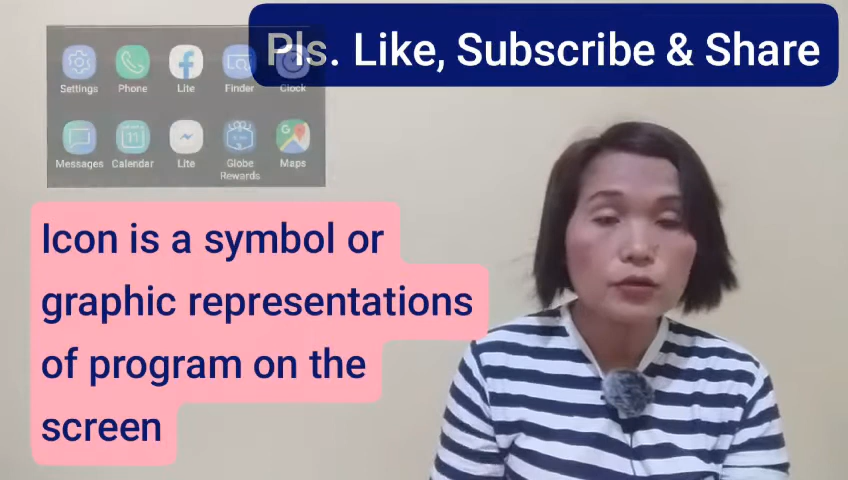 Pls. Like, Subscribe & Share
Settings Phone Lite Finder Clock
Messages Calendar Lite Globe Maps
Rewards
Icon is a symbol or
graphic representations
of program on the
screen